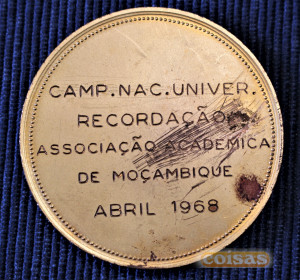 CAMP. NAC. UNIVER.
RECORDAÇÃO
ASSOCIAÇÃO ACADEMICA
DE MOÇAMBIQUE
ABRIL 1968
coisas